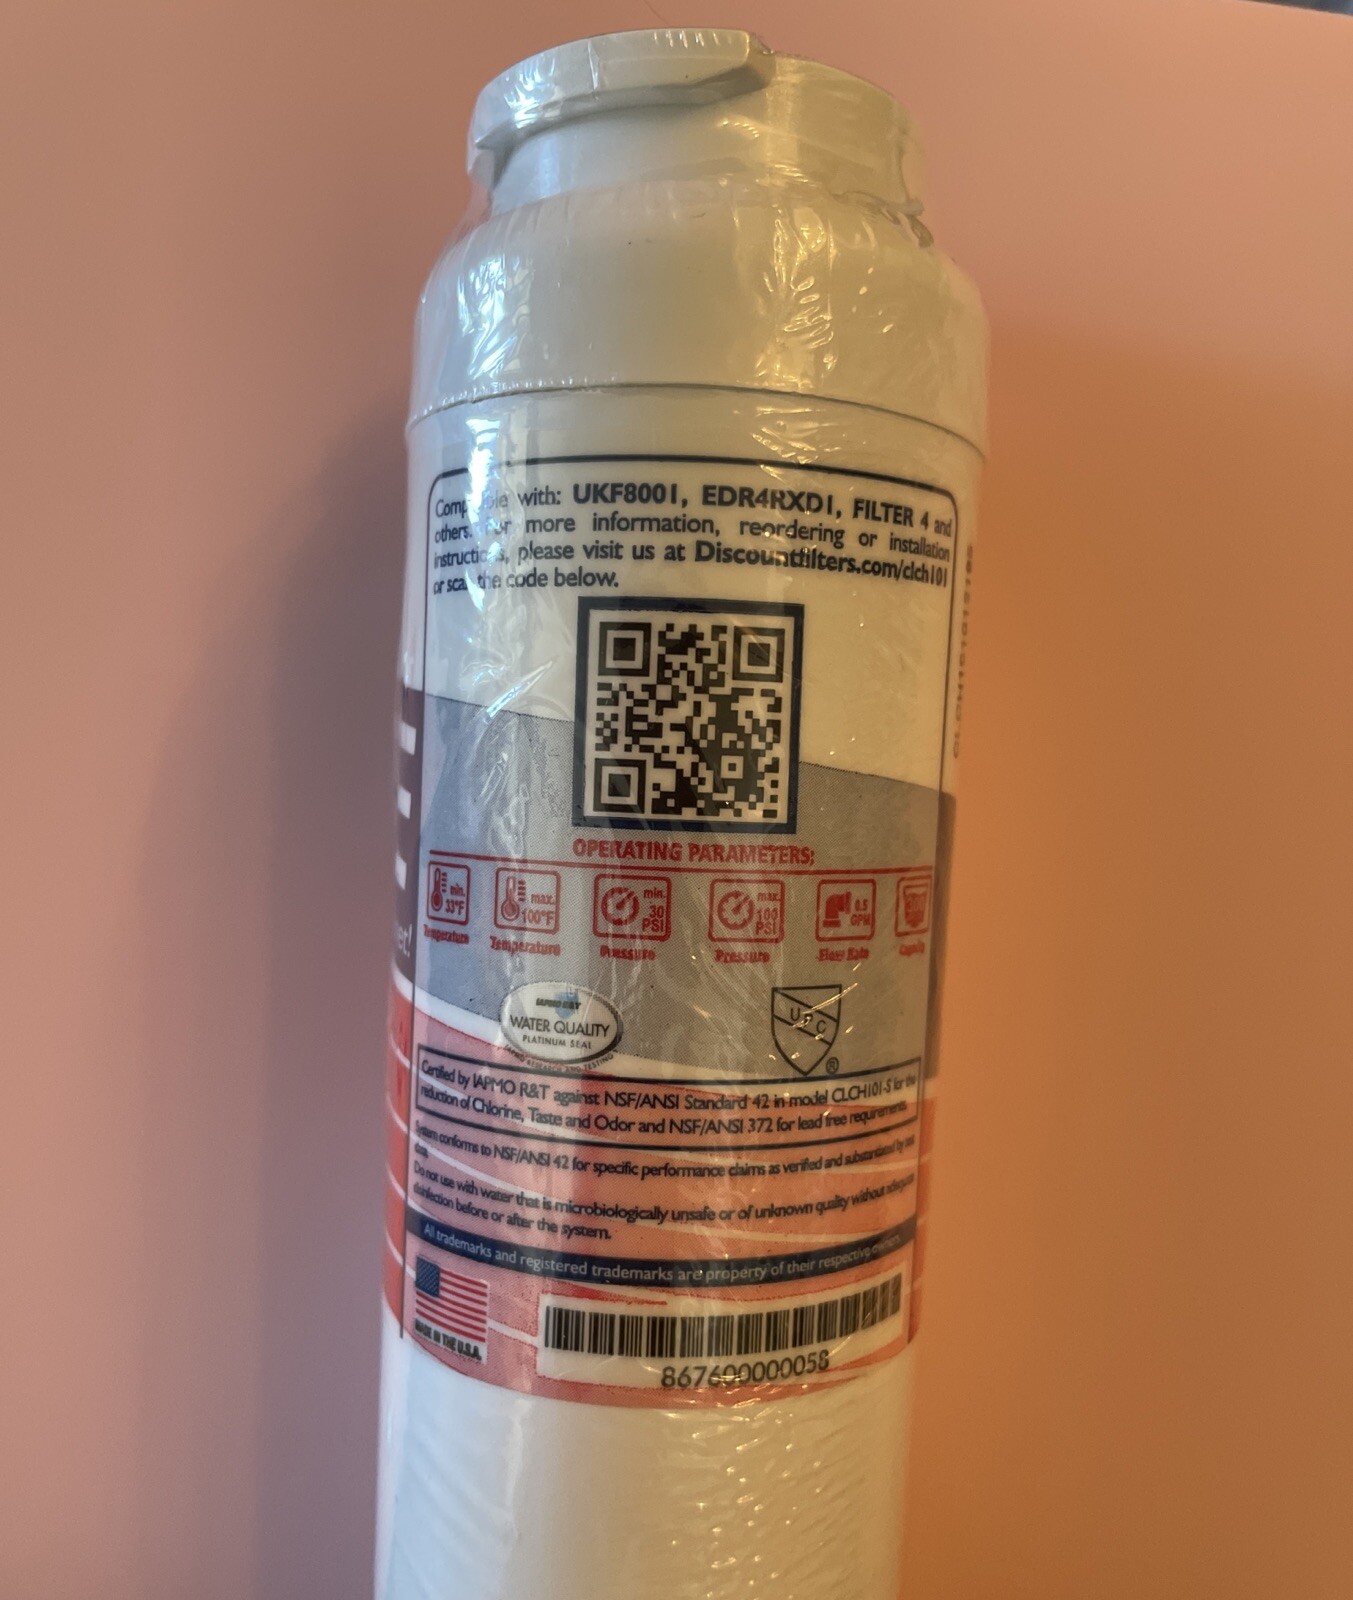 with: UKF8001, EDR4RXD1, FILTER 4 and
others. For more information, reordering or installation
instructions, please visit us at Discountfilters.com/clch101
or scan the code below.
OPERATING PARAMETERS;
min. 33°F
Temperature
max. 100°F
Temperature
min. 30 PSI
Pressure
max. 100 PSI
Pressure
0.5 GPM
Flow Rate
Capacity
IAPMO R&T
WATER QUALITY
PLATINUM SEAL
IAPMO RESEARCH AND TESTING
UPC
®
Certified by IAPMO R&T against NSF/ANSI Standard 42 in model CLCH101-S for the
reduction of Chlorine, Taste and Odor and NSF/ANSI 372 for lead free requirements.
System conforms to NSF/ANSI 42 for specific performance claims as verified and substantiated by test
data.
Do not use with water that is microbiologically unsafe or of unknown quality without adequate
disinfection before or after the system.
All trademarks and registered trademarks are property of their respective owners.
MADE IN THE U.S.A.
867600000058